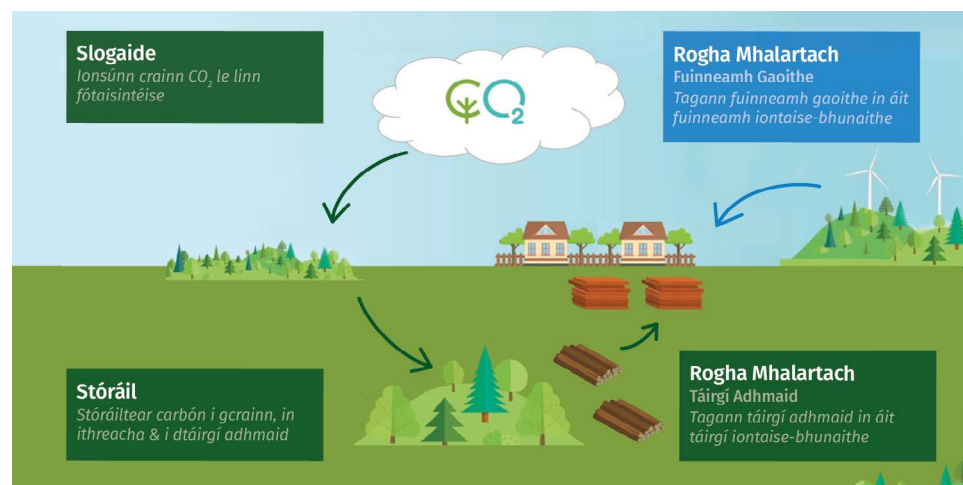 Slogaide
Ionsúnn crainn CO₂ le linn
fótaisintéise
CO₂
Rogha Mhalartach
Fuinneamh Gaoithe
Tagann fuinneamh gaoithe in áit
fuinneamh iontaise-bhunaithe
Stóráil
Stóráiltear carbón i gcrainn, in
ithreacha & i dtáirgí adhmaid
Rogha Mhalartach
Táirgí Adhmaid
Tagann táirgí adhmaid in áit
táirgí iontaise-bhunaithe